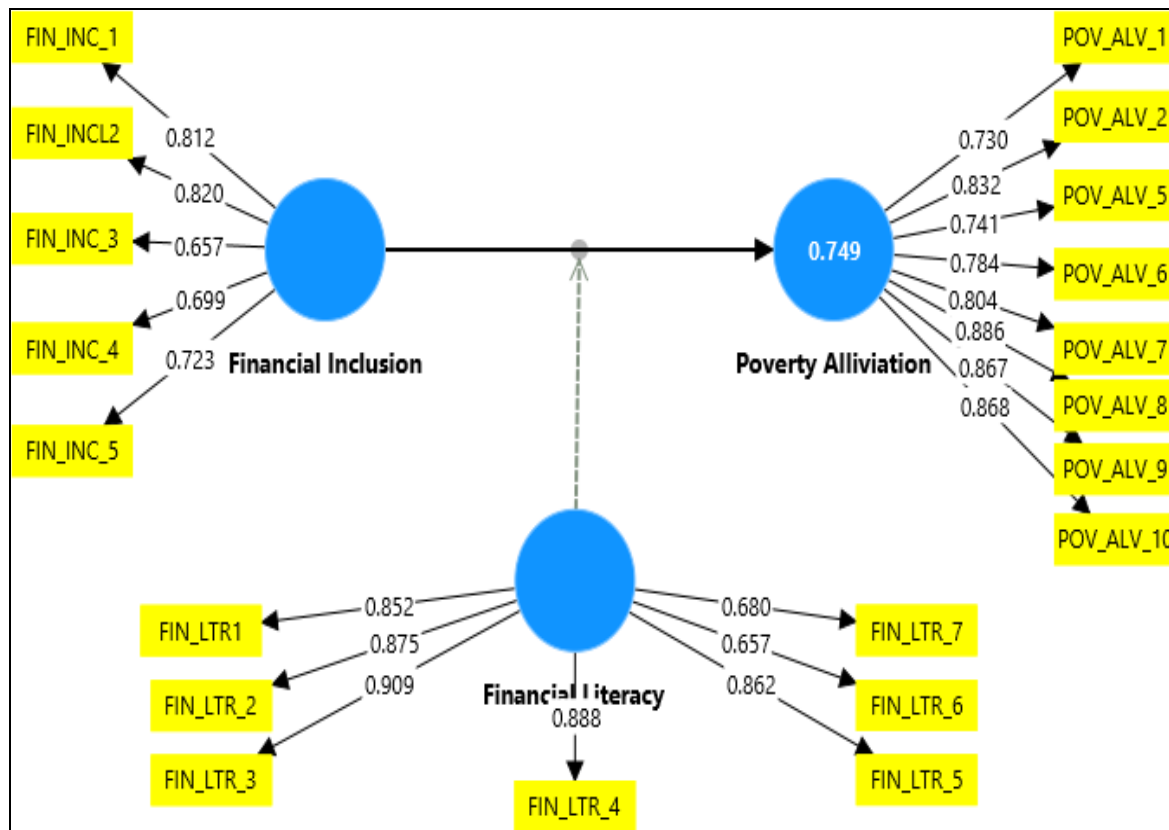 FIN_INC_1
FIN_INCL2
FIN_INC_3
FIN_INC_4
FIN_INC_5
0.812
0.820
0.657
0.699
0.723
Financial Inclusion
0.749
Poverty Alliviation
0.730
0.832
0.741
0.784
0.804
0.886
0.867
0.868
POV_ALV_1
POV_ALV_2
POV_ALV_5
POV_ALV_6
POV_ALV_7
POV_ALV_8
POV_ALV_9
POV_ALV_10
Financial Literacy
0.852
0.875
0.909
0.888
0.680
0.657
0.862
FIN_LTR1
FIN_LTR_2
FIN_LTR_3
FIN_LTR_4
FIN_LTR_7
FIN_LTR_6
FIN_LTR_5